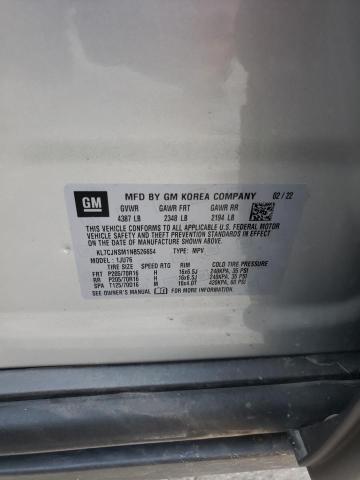 GM
MFD BY GM KOREA COMPANY 02 / 22
GVWR GAWR FRT GAWR RR
4387 LB 2348 LB 2194 LB
THIS VEHICLE CONFORMS TO ALL APPLICABLE U.S. FEDERAL MOTOR
VEHICLE SAFETY AND THEFT PREVENTION STANDARDS IN EFFECT
ON THE DATE OF MANUFACTURE SHOWN ABOVE.
KL7CJNSM1NB526654 TYPE: MPV
MODEL: 1JU76
TIRE SIZE SPEED RTG RIM COLD TIRE PRESSURE
FRT P205/70R16 H 16x6.5J 240KPA, 35 PSI
RR P205/70R16 H 16x6.5J 240KPA, 35 PSI
SPA T125/70D16 M 16x4.0T 420KPA, 60 PSI
SEE OWNER'S MANUAL FOR ADDITIONAL INFORMATION